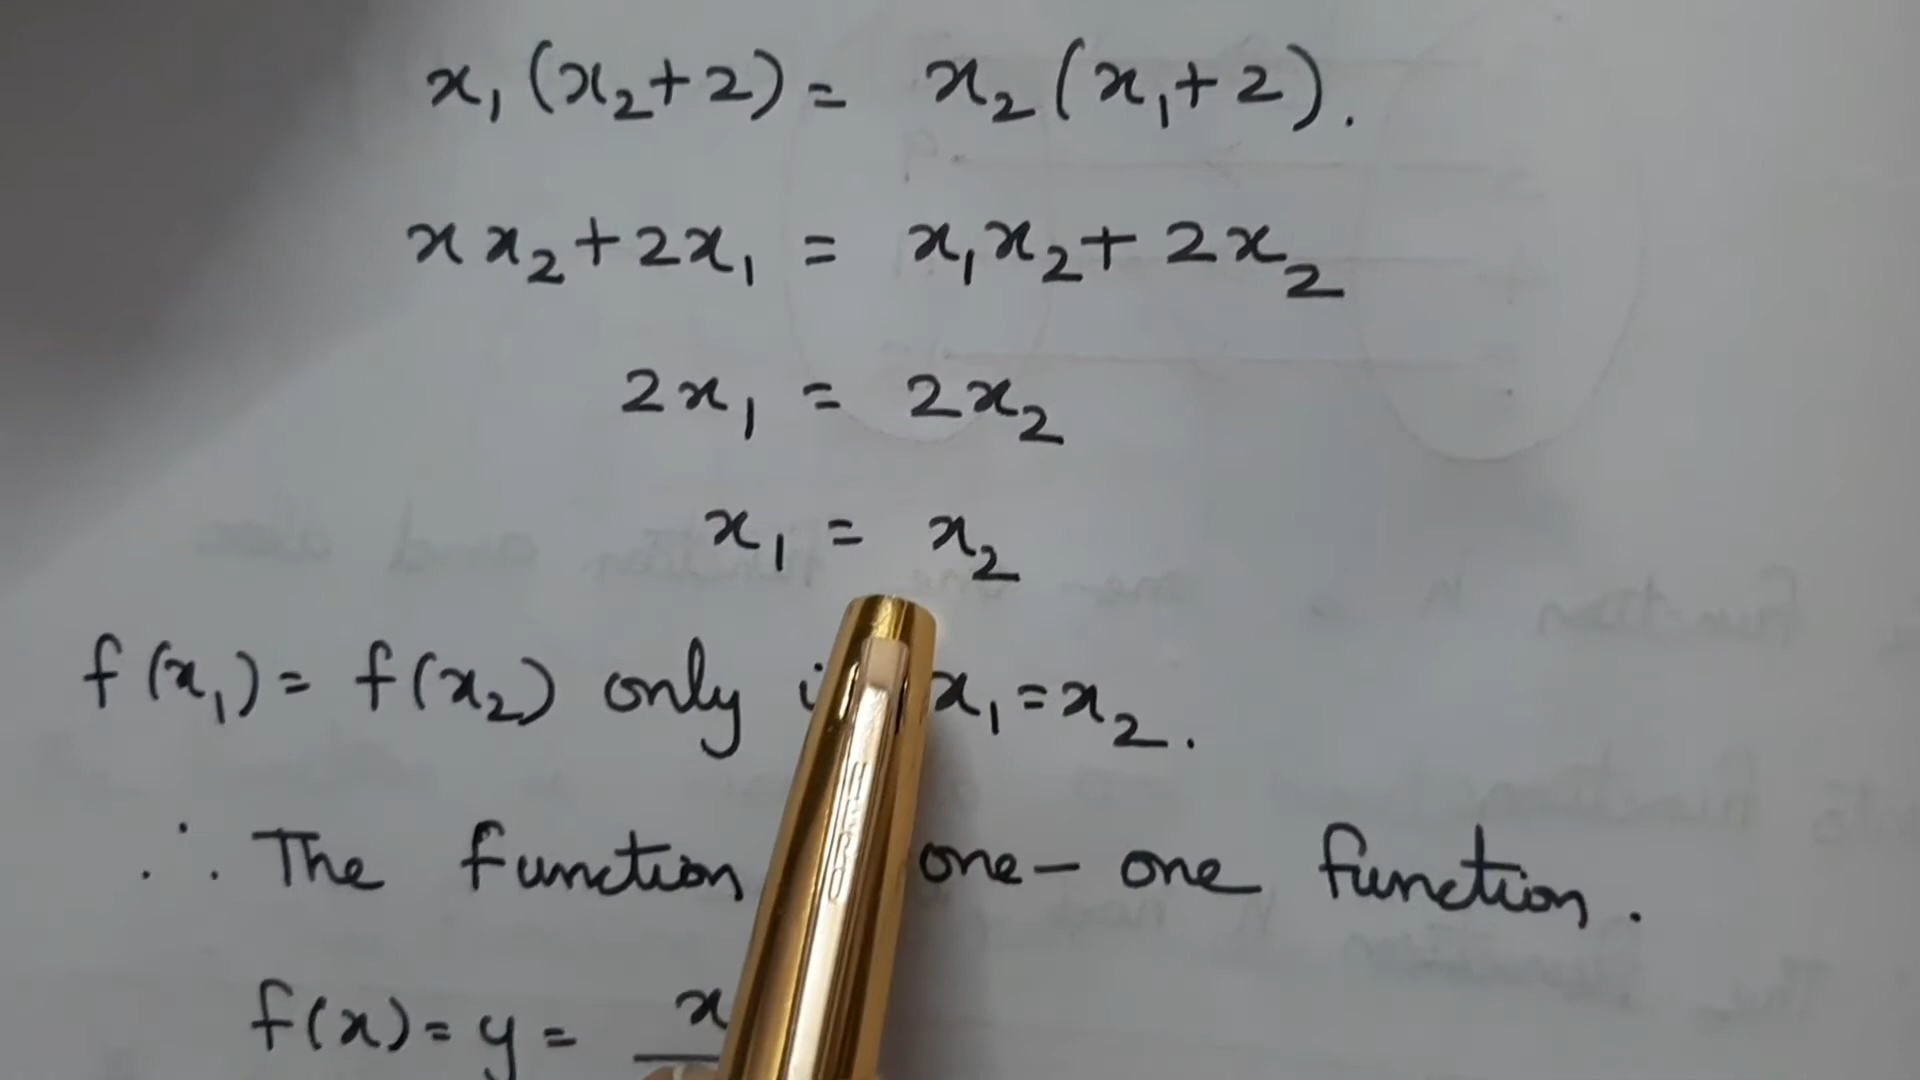 x₁(x₂+2) = x₂(x₁+2).
x x₂+2x₁ = x₁x₂+ 2x₂
2x₁ = 2x₂
x₁ = x₂
f(x₁) = f(x₂) only x₁=x₂.
∴ The function one-one function.
f(x) = y = x
HERO